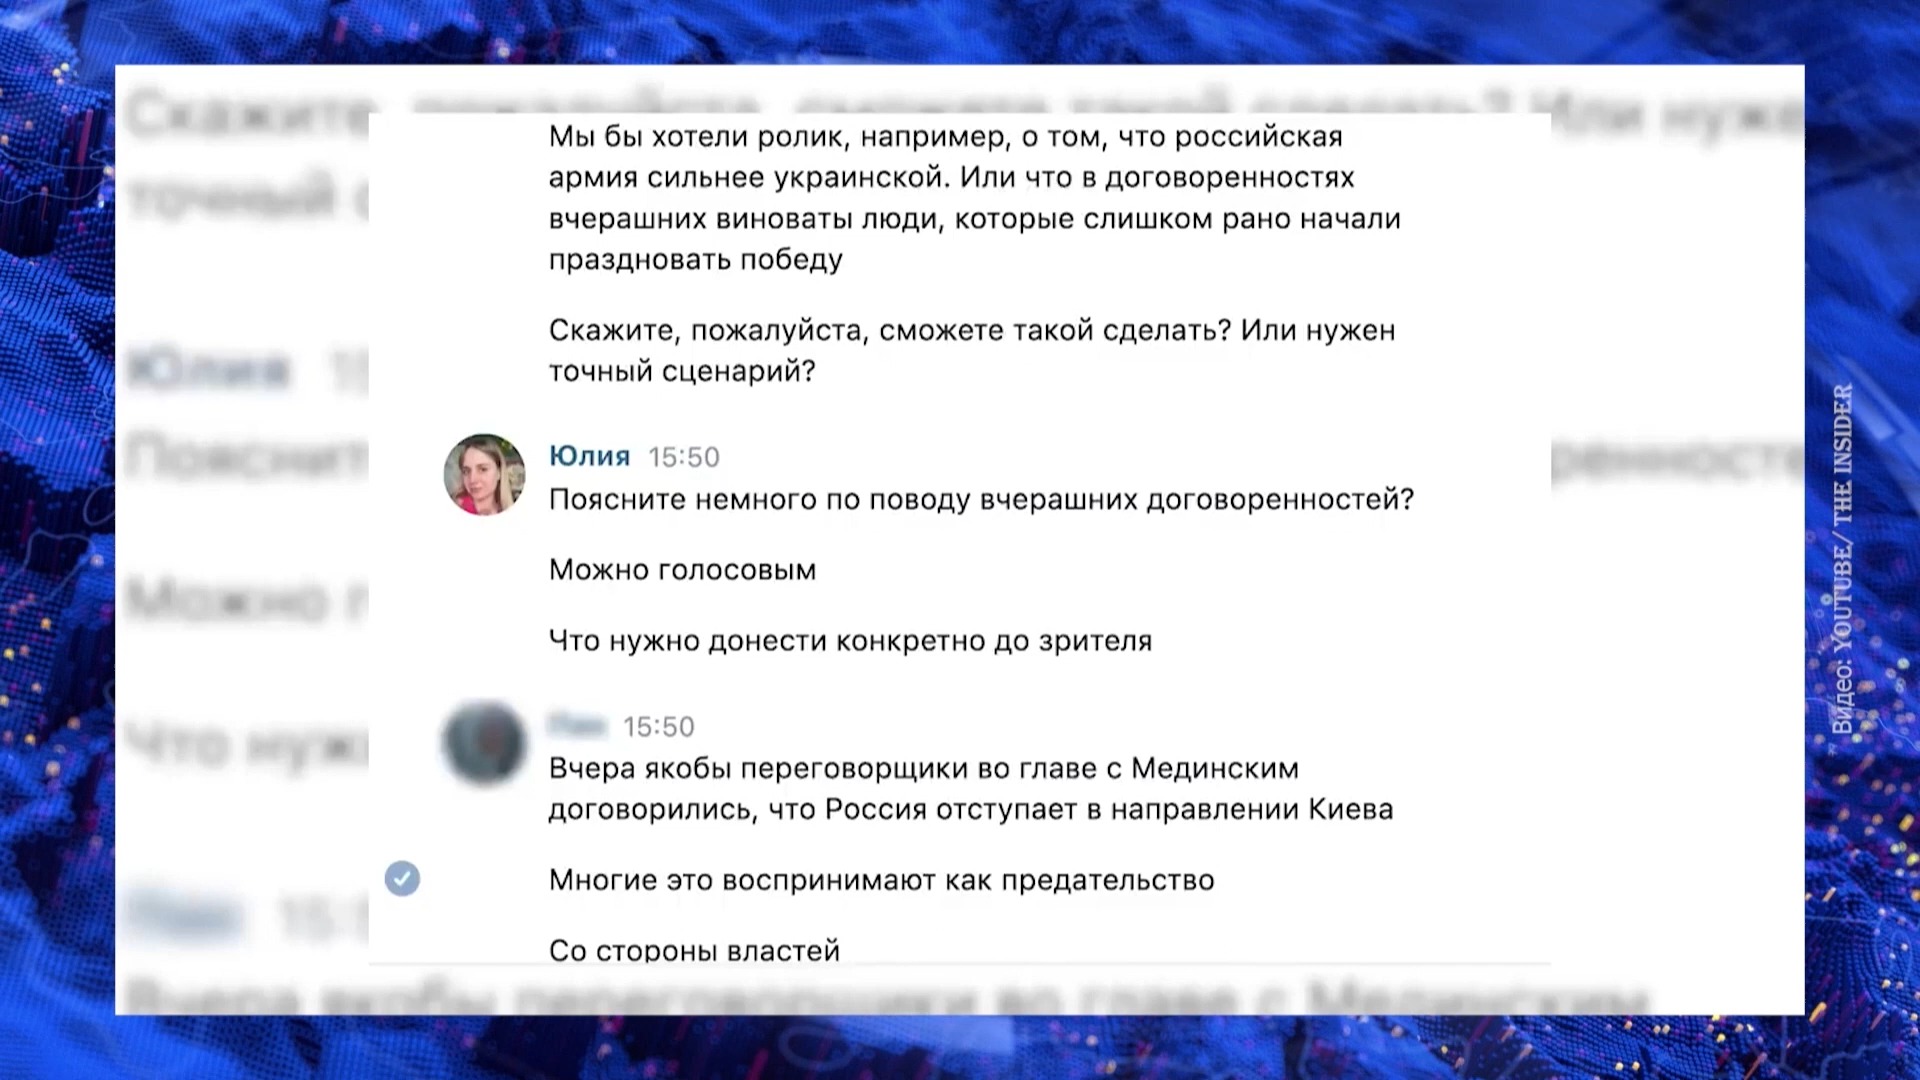 Мы бы хотели ролик, например, о том, что российская
армия сильнее украинской. Или что в договоренностях
вчерашних виноваты люди, которые слишком рано начали
праздновать победу
Скажите, пожалуйста, сможете такой сделать? Или нужен
точный сценарий?
Юлия 15:50
Поясните немного по поводу вчерашних договоренностей?
Можно голосовым
Что нужно донести конкретно до зрителя
15:50
Вчера якобы переговорщики во главе с Мединским
договорились, что Россия отступает в направлении Киева
Многие это воспринимают как предательство
Со стороны властей
Видео: YOUTUBE/ THE INSIDER